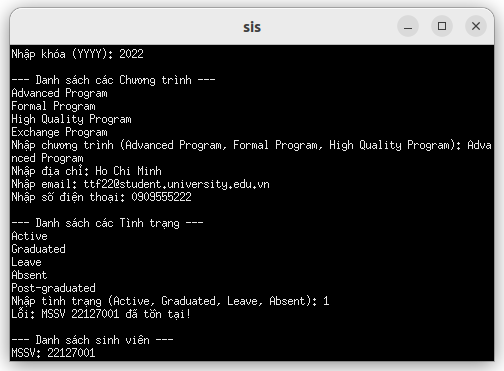 sis
Nhập khóa (YYYY): 2022
--- Danh sách các Chương trình ---
Advanced Program
Formal Program
High Quality Program
Exchange Program
Nhập chương trình (Advanced Program, Formal Program, High Quality Program): Adva
nced Program
Nhập địa chỉ: Ho Chi Minh
Nhập email: ttf22@student.university.edu.vn
Nhập số điện thoại: 0909555222
--- Danh sách các Tình trạng ---
Active
Graduated
Leave
Absent
Post-graduated
Nhập tình trạng (Active, Graduated, Leave, Absent): 1
Lỗi: MSSV 22127001 đã tồn tại!
--- Danh sách sinh viên ---
MSSV: 22127001